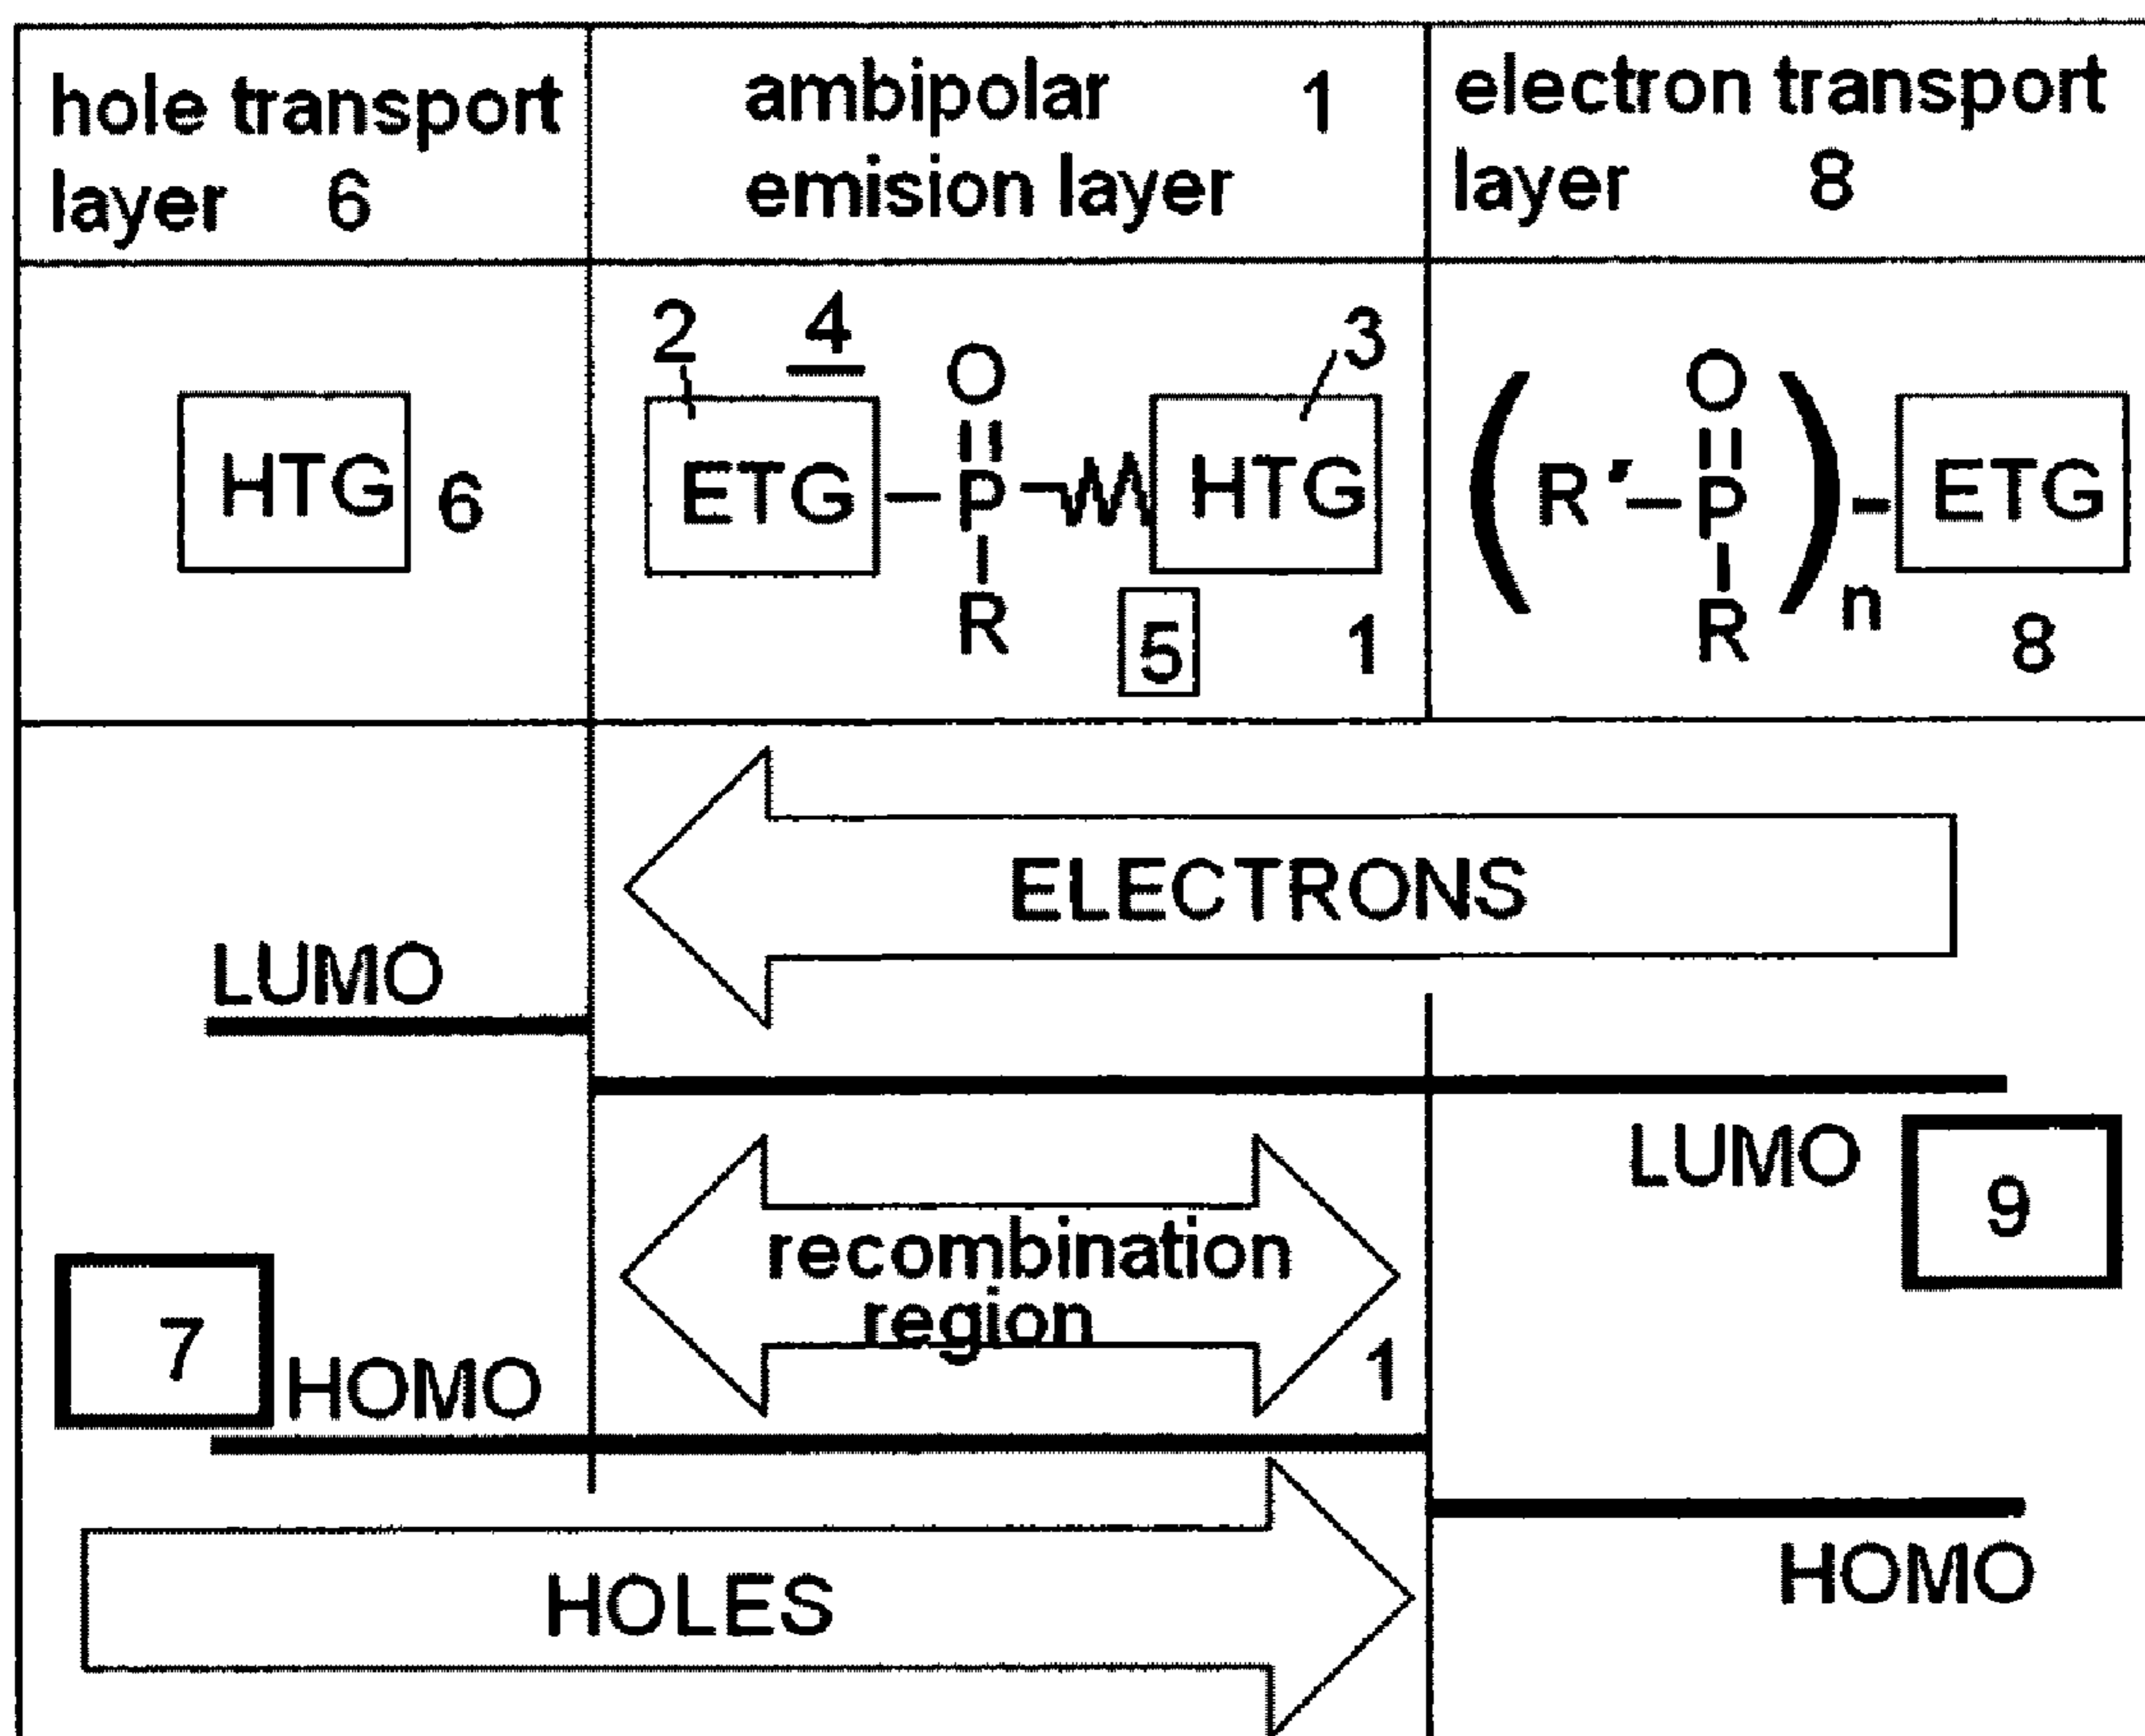 hole transport
layer 6
ambipolar 1
emision layer
electron transport
layer 8
HTG 6
2 4 3
O
ETG P HTG
R
5 1
O
( R'-P )n - ETG
R
8
ELECTRONS
LUMO
LUMO
9
recombination
region
1
7
HOMO
HOLES
HOMO